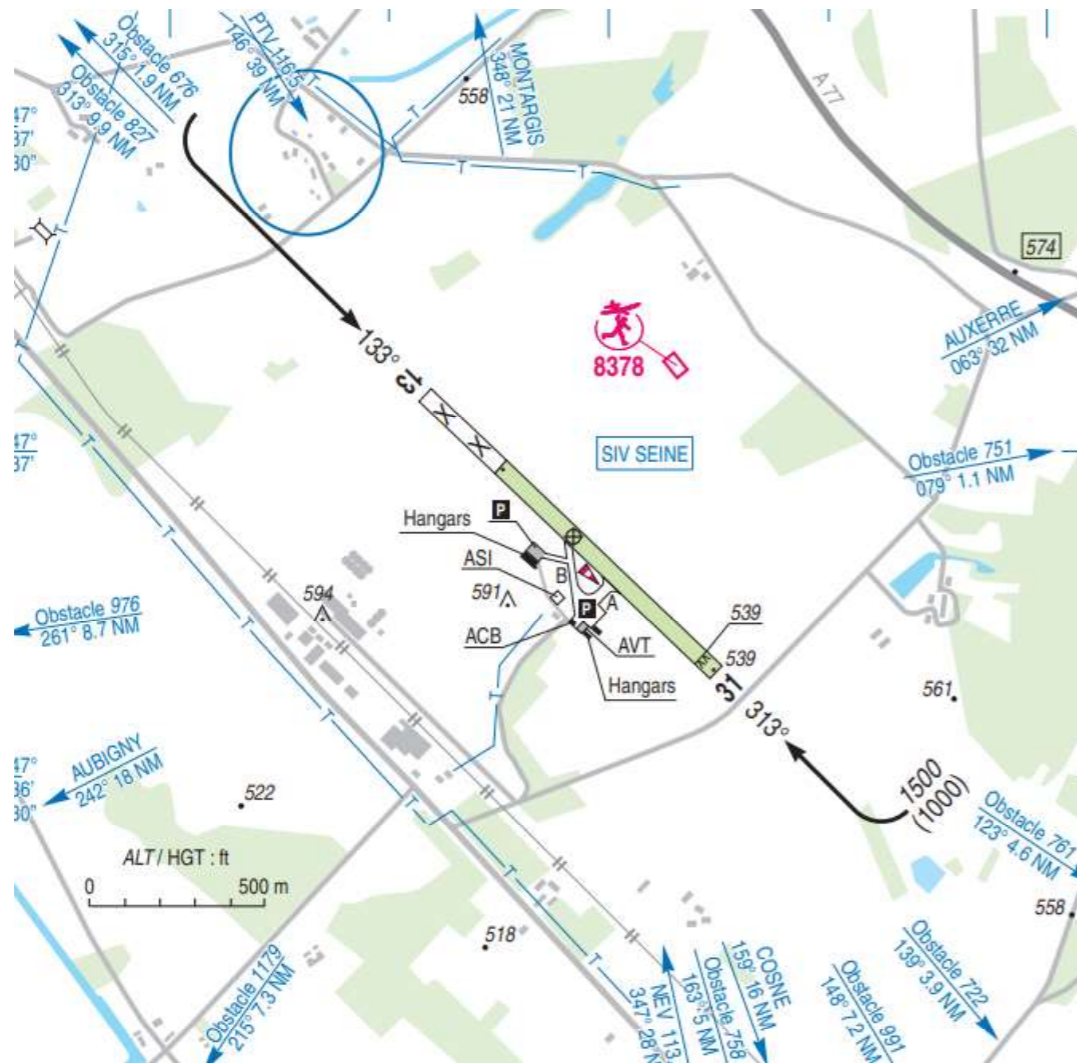 Obstacle 676
315° 1.9 NM
Obstacle 827
313° 9.9 NM
PTV 116.5
146° 39 NM
558
MONTARGIS
348° 21 NM
A 77
47°
37'
30"
574
AUXERRE
063° 32 NM
8378
133°
13
SIV SEINE
47°
37'
Obstacle 751
079° 1.1 NM
P
Hangars
ASI
B
591
594
P
A
ACB
AVT
Hangars
539
539
Obstacle 976
261° 8.7 NM
31
313°
561
AUBIGNY
242° 18 NM
47°
36'
30"
522
1500
(1000)
Obstacle 761
123° 4.6 NM
ALT / HGT : ft
0
500 m
558
518
Obstacle 1179
215° 7.3 NM
NEV 113
347° 28
Obstacle 758
163° 5 NM
COSNE
159° 16 NM
Obstacle 991
148° 7.2 NM
Obstacle 722
139° 3.9 NM
T
T
T
T
T
T
T
T
T
T
T
T
T
T